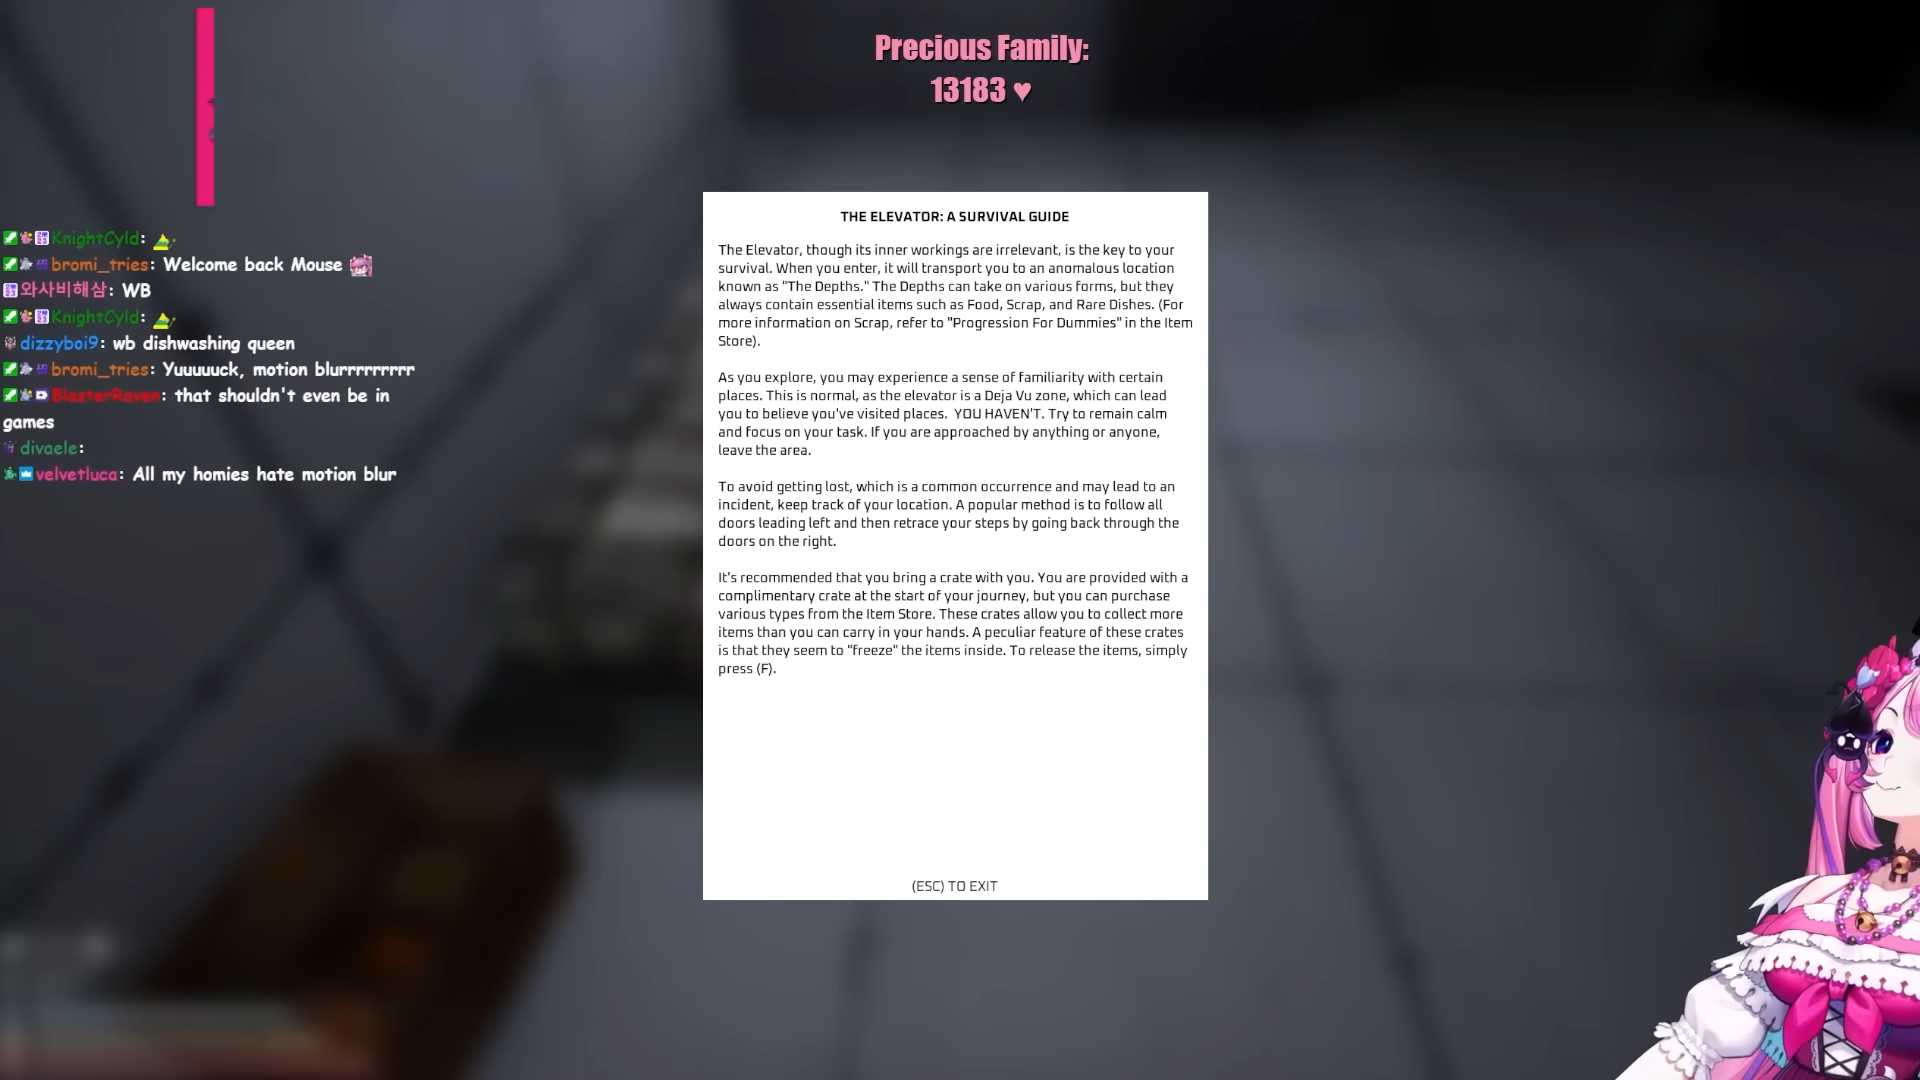 Precious Family:
13183 ♥
KnightCyld:
bromi_tries: Welcome back Mouse
와사비해삼: WB
KnightCyld:
dizzyboi9: wb dishwashing queen
bromi_tries: Yuuuuuck, motion blurrrrrrrrr
BlasterRaven: that shouldn't even be in
games
divaele:
velvetluca: All my homies hate motion blur
THE ELEVATOR: A SURVIVAL GUIDE
The Elevator, though its inner workings are irrelevant, is the key to your
survival. When you enter, it will transport you to an anomalous location
known as "The Depths." The Depths can take on various forms, but they
always contain essential items such as Food, Scrap, and Rare Dishes. (For
more information on Scrap, refer to "Progression For Dummies" in the Item
Store).
As you explore, you may experience a sense of familiarity with certain
places. This is normal, as the elevator is a Deja Vu zone, which can lead
you to believe you've visited places.  YOU HAVEN'T. Try to remain calm
and focus on your task. If you are approached by anything or anyone,
leave the area.
To avoid getting lost, which is a common occurrence and may lead to an
incident, keep track of your location. A popular method is to follow all
doors leading left and then retrace your steps by going back through the
doors on the right.
It's recommended that you bring a crate with you. You are provided with a
complimentary crate at the start of your journey, but you can purchase
various types from the Item Store. These crates allow you to collect more
items than you can carry in your hands. A peculiar feature of these crates
is that they seem to "freeze" the items inside. To release the items, simply
press (F).
(ESC) TO EXIT